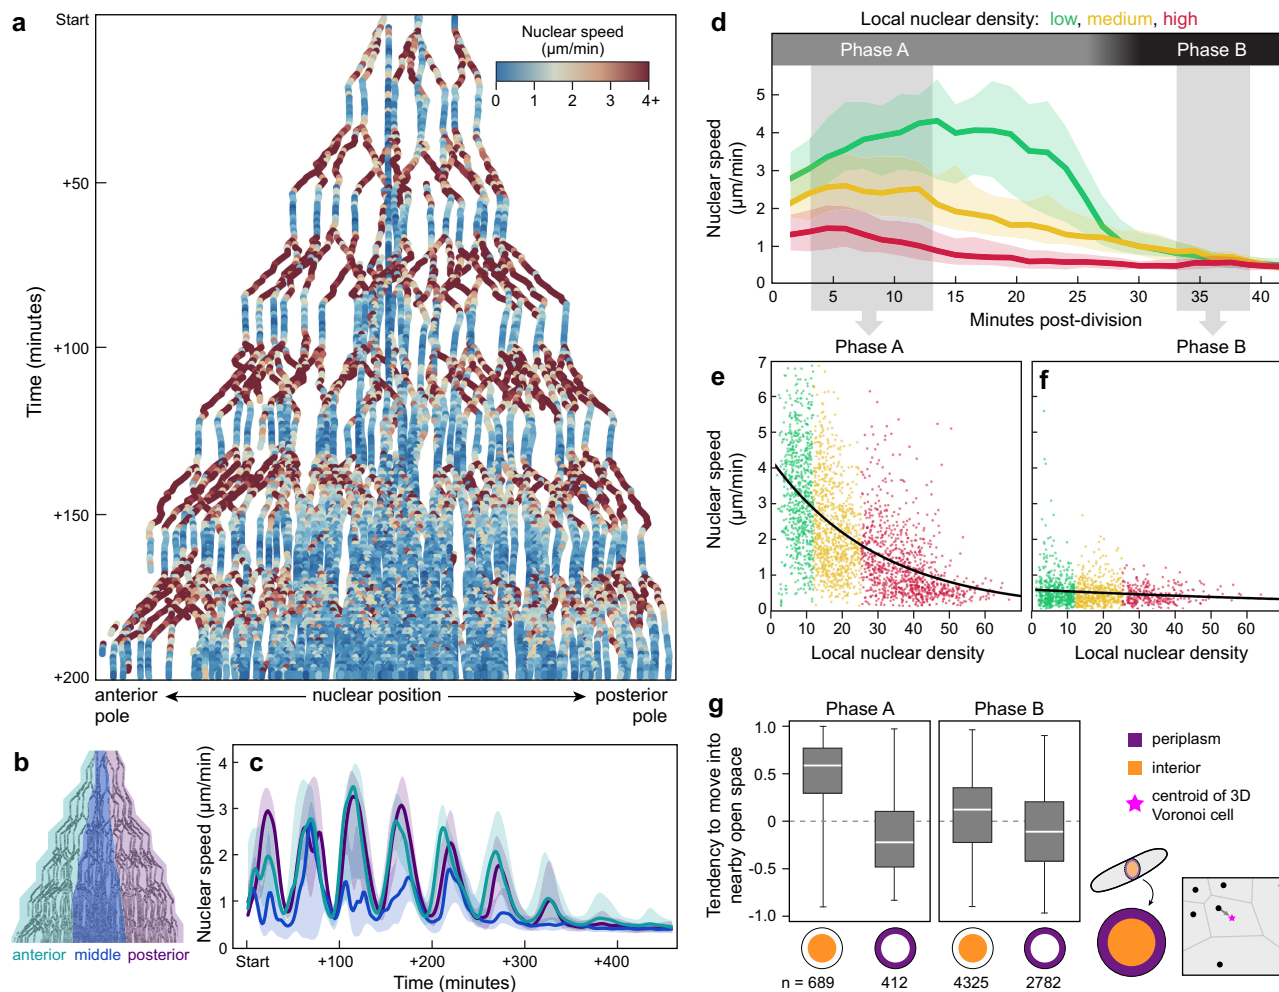 a
Start
+50
+100
+150
+200
Time (minutes)
Nuclear speed
(µm/min)
0 1 2 3 4+
anterior
pole
nuclear position
posterior
pole
b
anterior middle posterior
c
Nuclear speed (µm/min)
4
3
2
1
0
Start +100 +200 +300 +400
Time (minutes)
d
Local nuclear density: low, medium, high
Phase A Phase B
Nuclear speed
(µm/min)
5
4
3
2
1
0
0 5 10 15 20 25 30 35 40
Minutes post-division
Phase A
e
Nuclear speed
(µm/min)
7
6
5
4
3
2
1
0
0 10 20 30 40 50 60
Local nuclear density
Phase B
f
0 10 20 30 40 50 60
Local nuclear density
g
Phase A Phase B
Tendency to move into
nearby open space
1.0
0.5
0
-0.5
-1.0
n = 689 412 4325 2782
periplasm
interior
centroid of 3D
Voronoi cell